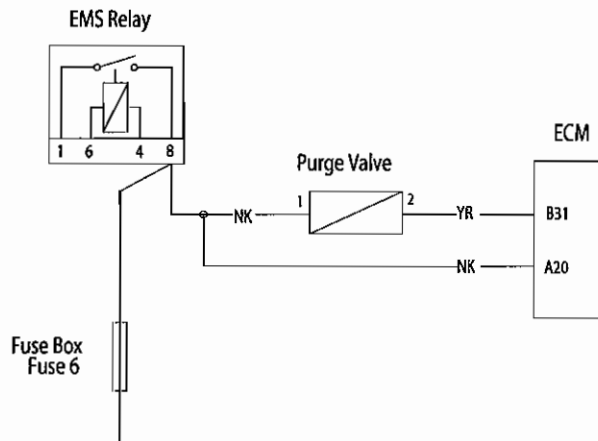 EMS Relay
1 6 4 8
ECM
Purge Valve
1 2
NK YR B31
NK A20
Fuse Box
Fuse 6